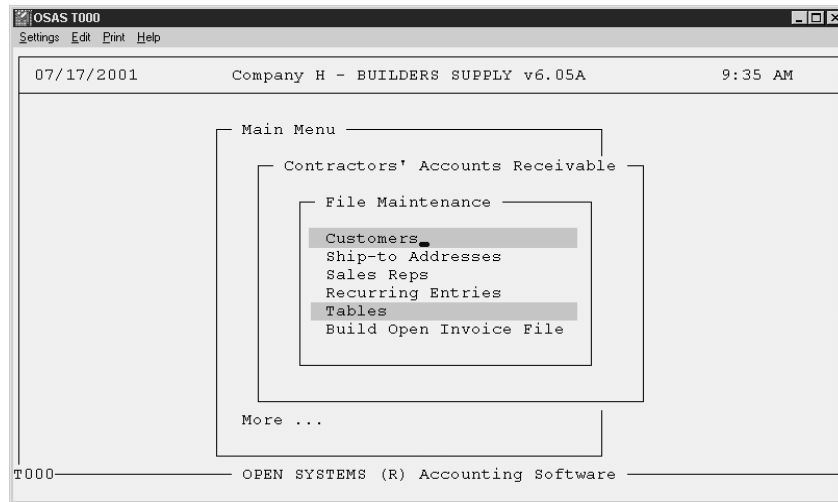 OSAS T000
Settings Edit Print Help
07/17/2001 Company H - BUILDERS SUPPLY v6.05A 9:35 AM
Main Menu
Contractors' Accounts Receivable
File Maintenance
Customers
Ship-to Addresses
Sales Reps
Recurring Entries
Tables
Build Open Invoice File
More ...
T000 OPEN SYSTEMS (R) Accounting Software